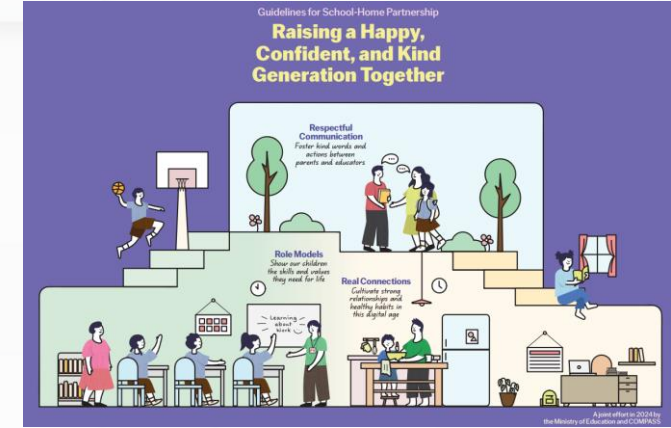 Guidelines for School-Home Partnership
Raising a Happy,
Confident, and Kind
Generation Together
Respectful
Communication
Foster kind words and
actions between
parents and educators
Role Models
Show our children
the skills and values
they need for life
Real Connections
Cultivate strong
relationships and
healthy habits in
this digital age
Learning
about
Work
A joint effort in 2024 by
the Ministry of Education and COMPASS